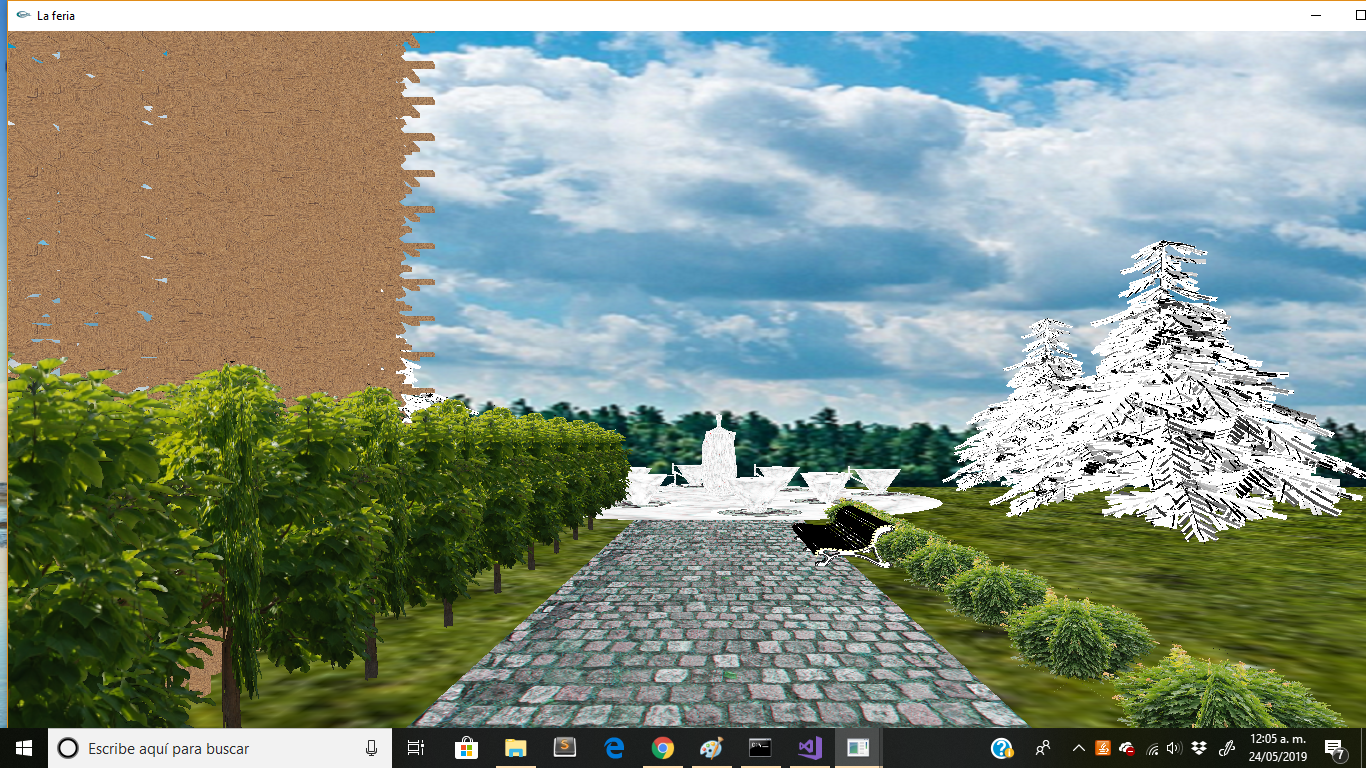 La feria
Escribe aquí para buscar
12:05 a. m.
24/05/2019
7